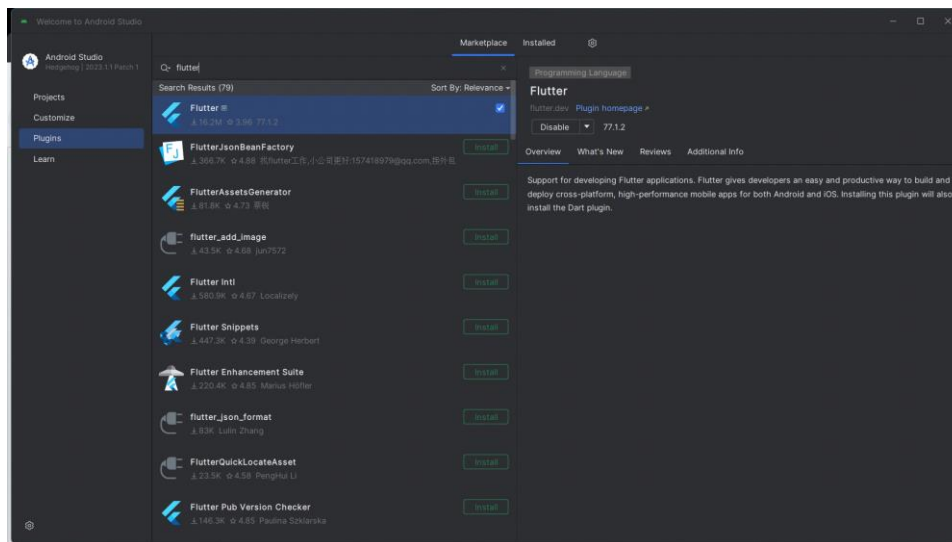 Welcome to Android Studio
Android Studio
Hedgehog | 2023.1.1 Patch 1
Projects
Customize
Plugins
Learn
Marketplace Installed
flutter
Search Results (79) Sort By: Relevance
Flutter
16.2M 3.96 77.1.2
FlutterJsonBeanFactory Install
366.7K 4.88 找flutter工作,小公司更好:157418979@qq.com,
FlutterAssetsGenerator Install
81.8K 4.73
flutter_add_image Install
43.5K 4.68 jun7572
Flutter Intl Install
580.9K 4.67 Localizely
Flutter Snippets Install
447.3K 4.39 George Herbert
Flutter Enhancement Suite Install
220.4K 4.85 Marius Höfler
flutter_json_format Install
83K Lulin Zhang
FlutterQuickLocateAsset Install
23.5K 4.58 PengHui Li
Flutter Pub Version Checker Install
146.3K 4.85 Paulina Szklarska
Programming Language
Flutter
flutter.dev Plugin homepage
Disable 77.1.2
Overview What's New Reviews Additional Info
Support for developing Flutter applications. Flutter gives developers an easy and productive way to build and
deploy cross-platform, high-performance mobile apps for both Android and iOS. Installing this plugin will also
install the Dart plugin.